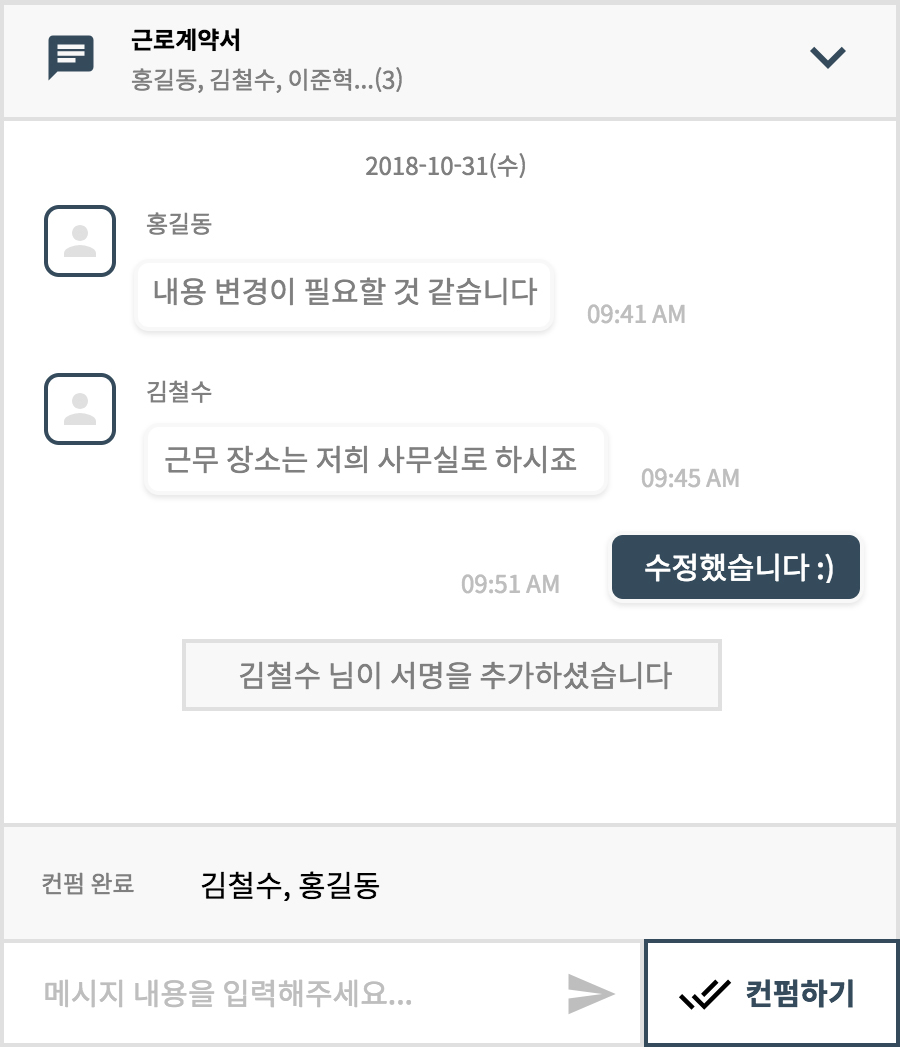 근로계약서
홍길동, 김철수, 이준혁...(3)
2018-10-31(수)
홍길동
내용 변경이 필요할 것 같습니다
09:41 AM
김철수
근무 장소는 저희 사무실로 하시죠
09:45 AM
09:51 AM
수정했습니다 :)
김철수 님이 서명을 추가하셨습니다
컨펌 완료
김철수, 홍길동
메시지 내용을 입력해주세요...
컨펌하기